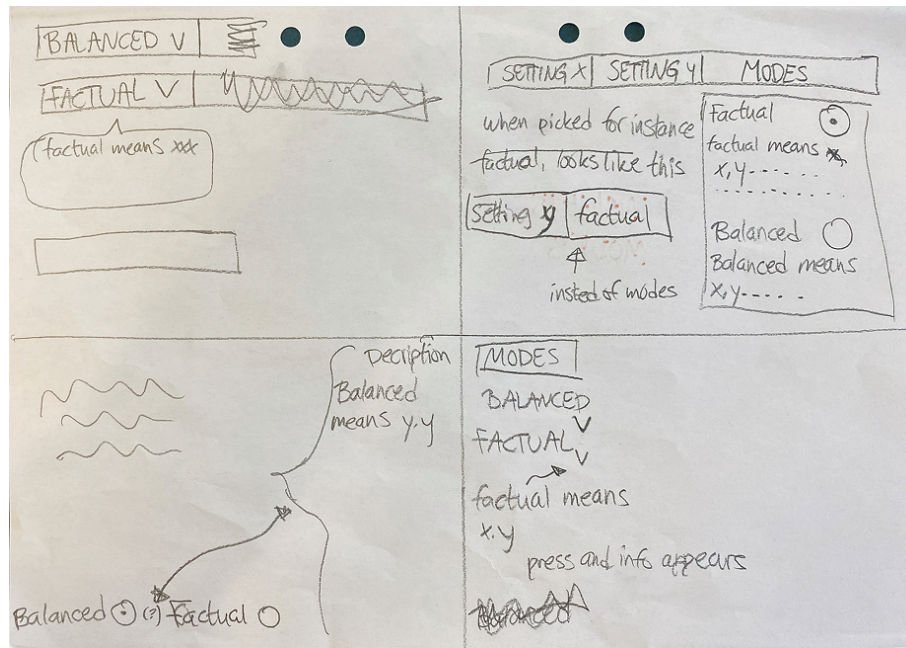 BALANCED V
FACTUAL V
factual means xxx
SETTING X SETTING Y MODES
when picked for instance
factual, looks like this
Setting y factual
insted of modes
Factual
factual means
x,y------
Balanced
Balanced means
x,y-----
Decription
Balanced
means y.y
Balanced (?) Factual
MODES
BALANCED
V
FACTUAL
V
factual means
x.y
press and info appears